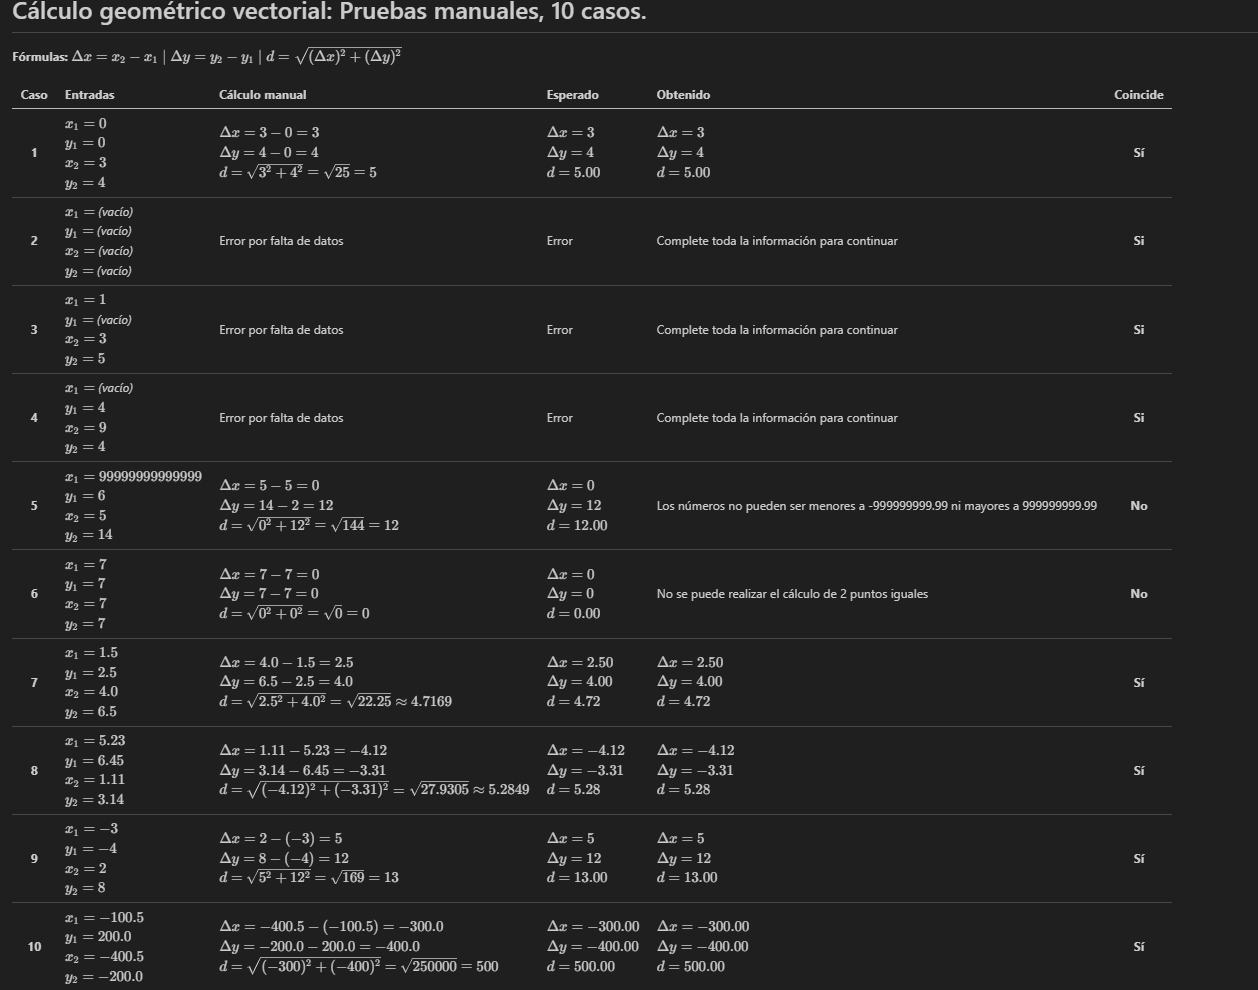 Cálculo geométrico vectorial: Pruebas manuales, 10 casos.
Fórmulas: Δx = x₂ − x₁ | Δy = y₂ − y₁ | d = √((Δx)² + (Δy)²)
Caso Entradas Cálculo manual Esperado Obtenido Coincide
1
x₁ = 0
y₁ = 0
x₂ = 3
y₂ = 4
Δx = 3 − 0 = 3
Δy = 4 − 0 = 4
d = √(3² + 4²) = √25 = 5
Δx = 3
Δy = 4
d = 5.00
Δx = 3
Δy = 4
d = 5.00
Sí
2
x₁ = (vacío)
y₁ = (vacío)
x₂ = (vacío)
y₂ = (vacío)
Error por falta de datos
Error
Complete toda la información para continuar
Si
3
x₁ = 1
y₁ = (vacío)
x₂ = 3
y₂ = 5
Error por falta de datos
Error
Complete toda la información para continuar
Si
4
x₁ = (vacío)
y₁ = 4
x₂ = 9
y₂ = 4
Error por falta de datos
Error
Complete toda la información para continuar
Si
5
x₁ = 99999999999999
y₁ = 6
x₂ = 5
y₂ = 14
Δx = 5 − 5 = 0
Δy = 14 − 2 = 12
d = √(0² + 12²) = √144 = 12
Δx = 0
Δy = 12
d = 12.00
Los números no pueden ser menores a -999999999.99 ni mayores a 999999999.99
No
6
x₁ = 7
y₁ = 7
x₂ = 7
y₂ = 7
Δx = 7 − 7 = 0
Δy = 7 − 7 = 0
d = √(0² + 0²) = √0 = 0
Δx = 0
Δy = 0
d = 0.00
No se puede realizar el cálculo de 2 puntos iguales
No
7
x₁ = 1.5
y₁ = 2.5
x₂ = 4.0
y₂ = 6.5
Δx = 4.0 − 1.5 = 2.5
Δy = 6.5 − 2.5 = 4.0
d = √(2.5² + 4.0²) = √22.25 ≈ 4.7169
Δx = 2.50
Δy = 4.00
d = 4.72
Δx = 2.50
Δy = 4.00
d = 4.72
Sí
8
x₁ = 5.23
y₁ = 6.45
x₂ = 1.11
y₂ = 3.14
Δx = 1.11 − 5.23 = −4.12
Δy = 3.14 − 6.45 = −3.31
d = √((−4.12)² + (−3.31)²) = √27.9305 ≈ 5.2849
Δx = −4.12
Δy = −3.31
d = 5.28
Δx = −4.12
Δy = −3.31
d = 5.28
Sí
9
x₁ = −3
y₁ = −4
x₂ = 2
y₂ = 8
Δx = 2 − (−3) = 5
Δy = 8 − (−4) = 12
d = √(5² + 12²) = √169 = 13
Δx = 5
Δy = 12
d = 13.00
Δx = 5
Δy = 12
d = 13.00
Sí
10
x₁ = −100.5
y₁ = 200.0
x₂ = −400.5
y₂ = −200.0
Δx = −400.5 − (−100.5) = −300.0
Δy = −200.0 − 200.0 = −400.0
d = √((−300)² + (−400)²) = √250000 = 500
Δx = −300.00
Δy = −400.00
d = 500.00
Δx = −300.00
Δy = −400.00
d = 500.00
Sí